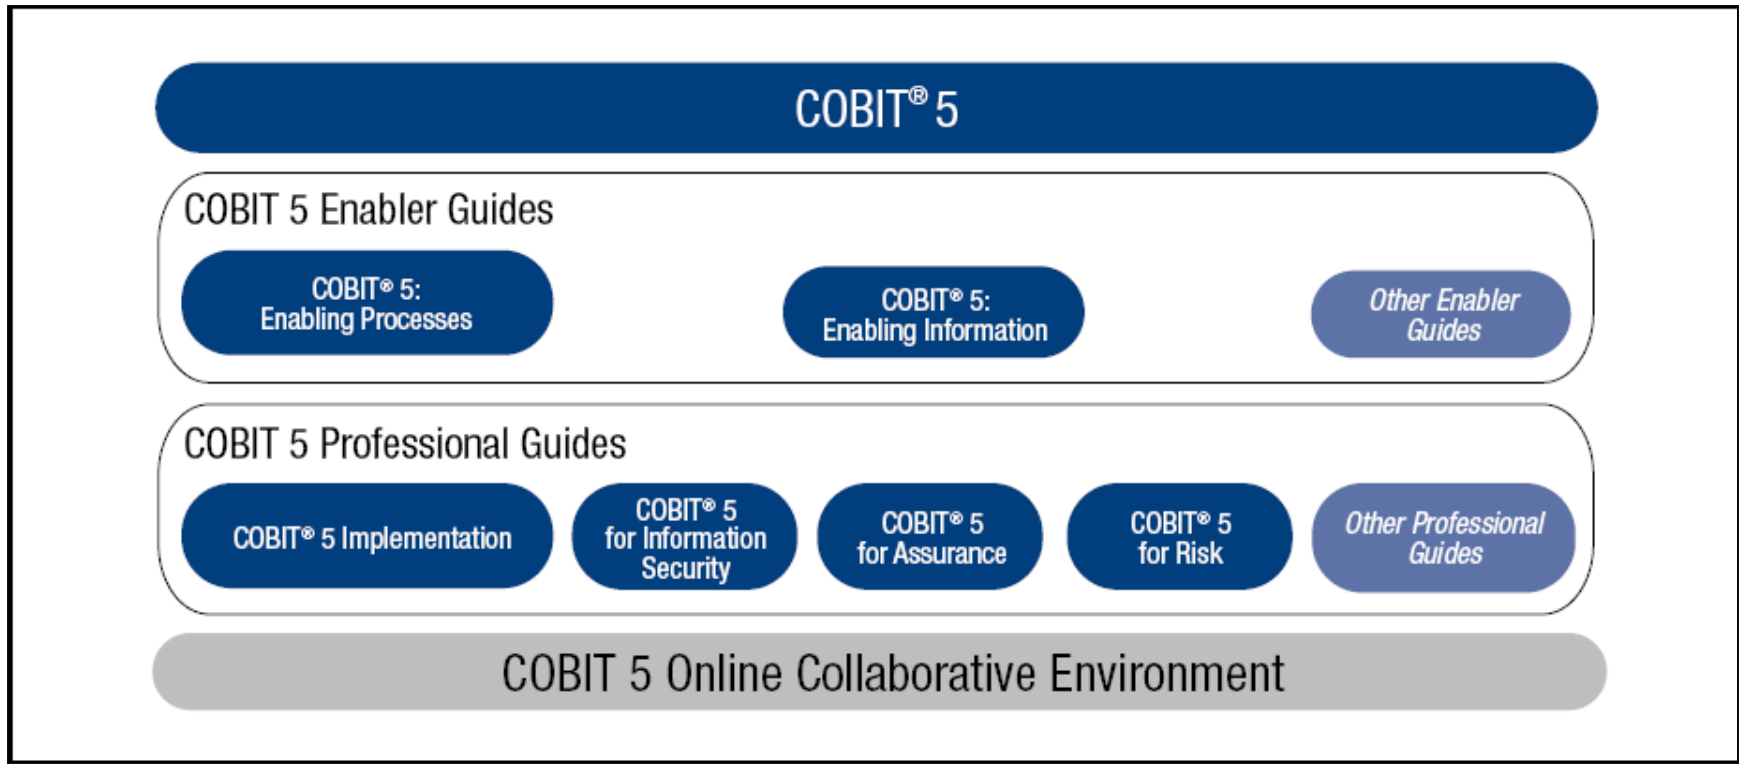 COBIT® 5
COBIT 5 Enabler Guides
COBIT® 5:
Enabling Processes
COBIT® 5:
Enabling Information
Other Enabler
Guides
COBIT 5 Professional Guides
COBIT® 5 Implementation
COBIT® 5
for Information
Security
COBIT® 5
for Assurance
COBIT® 5
for Risk
Other Professional
Guides
COBIT 5 Online Collaborative Environment